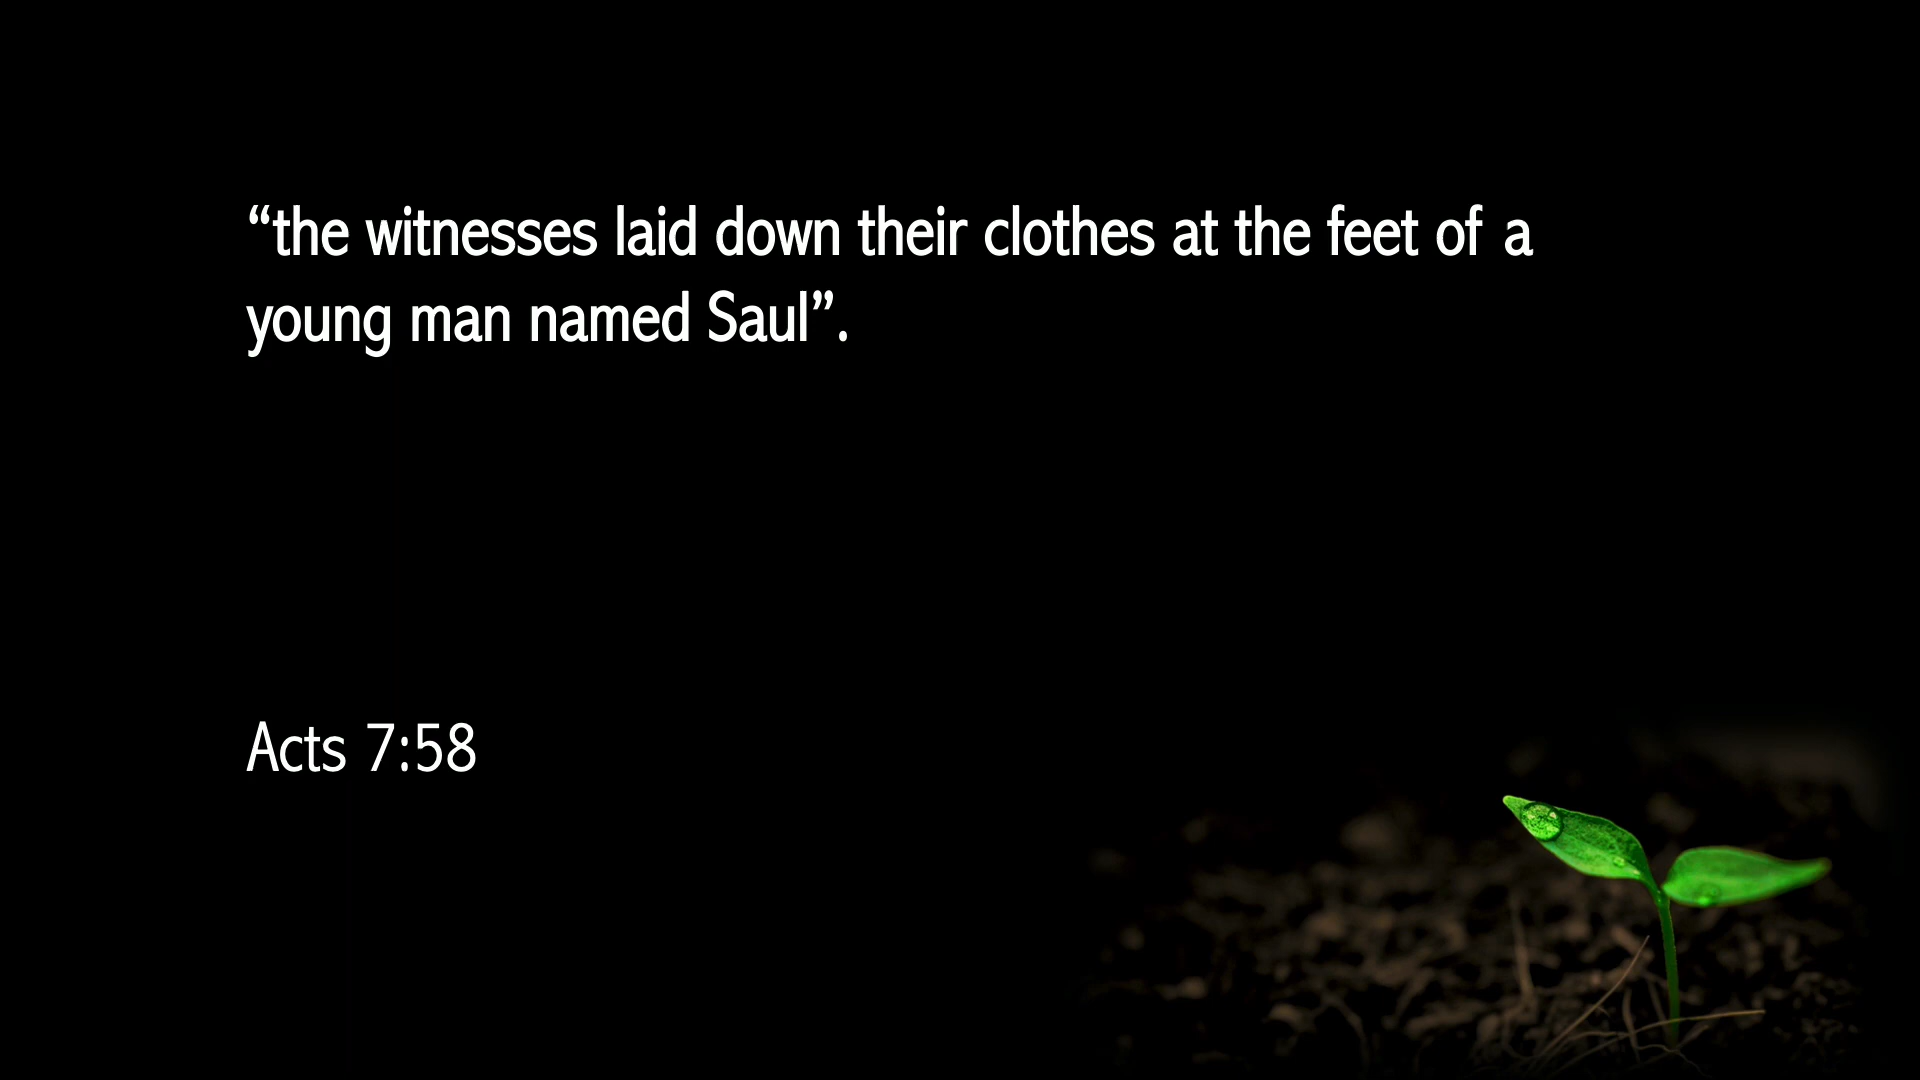 “the witnesses laid down their clothes at the feet of a
young man named Saul”.
Acts 7:58